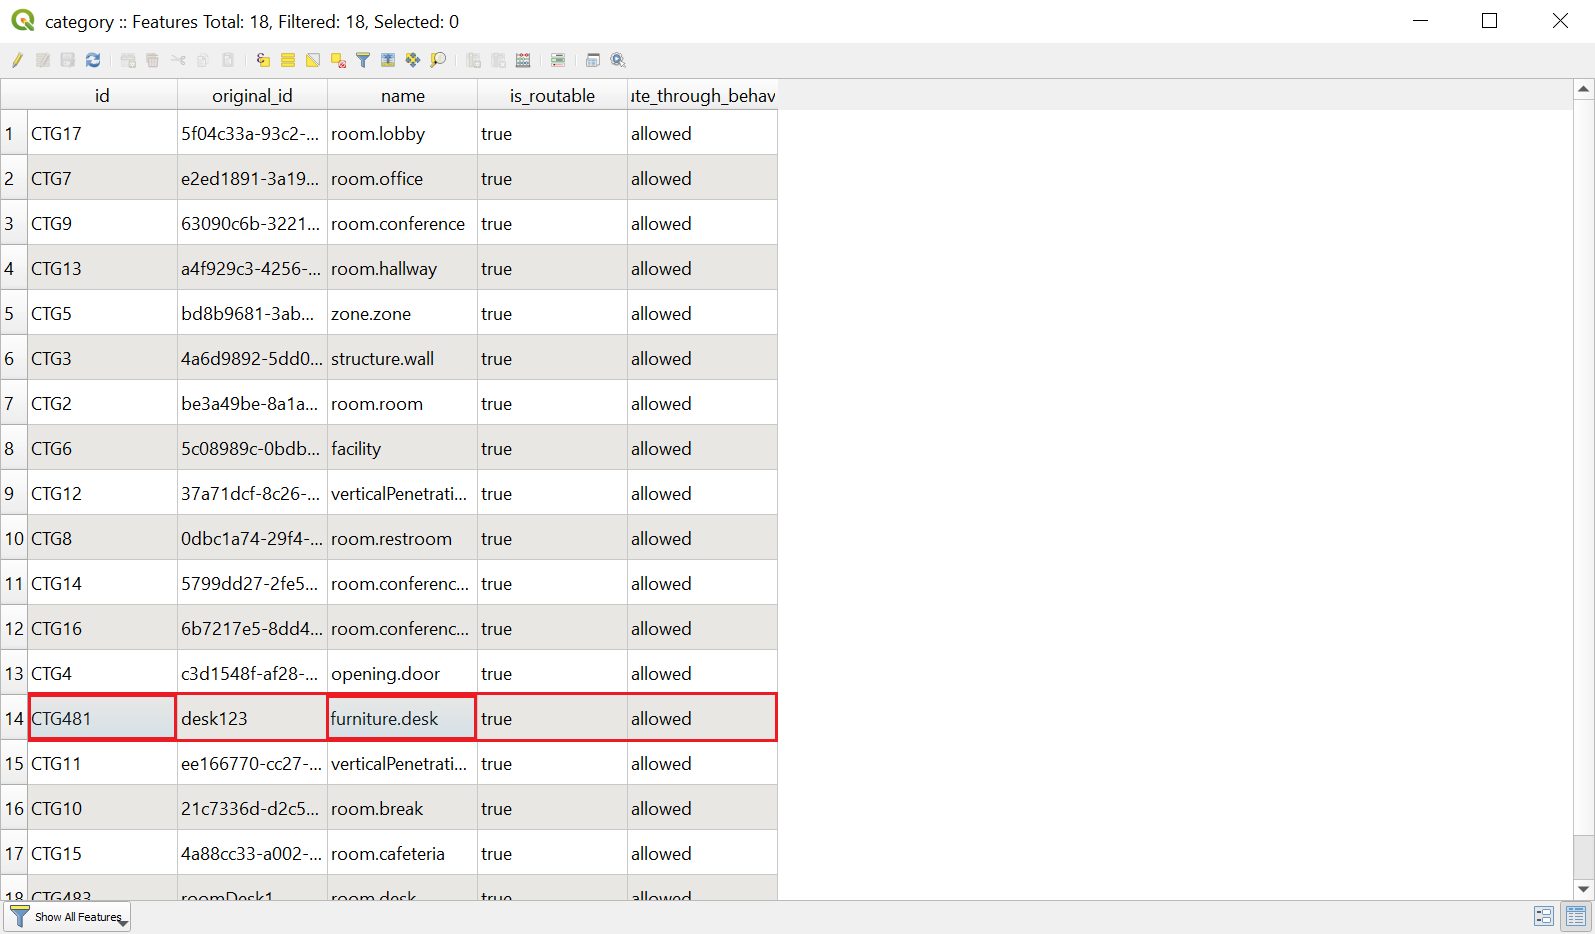 category :: Features Total: 18, Filtered: 18, Selected: 0
id original_id name is_routable ute_through_behav
1 CTG17 5f04c33a-93c2-... room.lobby true allowed
2 CTG7 e2ed1891-3a19... room.office true allowed
3 CTG9 63090c6b-3221... room.conference true allowed
4 CTG13 a4f929c3-4256-... room.hallway true allowed
5 CTG5 bd8b9681-3ab... zone.zone true allowed
6 CTG3 4a6d9892-5dd0... structure.wall true allowed
7 CTG2 be3a49be-8a1a... room.room true allowed
8 CTG6 5c08989c-0bdb... facility true allowed
9 CTG12 37a71dcf-8c26-... verticalPenetrati... true allowed
10 CTG8 0dbc1a74-29f4-... room.restroom true allowed
11 CTG14 5799dd27-2fe5... room.conferenc... true allowed
12 CTG16 6b7217e5-8dd4... room.conferenc... true allowed
13 CTG4 c3d1548f-af28-... opening.door true allowed
14 CTG481 desk123 furniture.desk true allowed
15 CTG11 ee166770-cc27-... verticalPenetrati... true allowed
16 CTG10 21c7336d-d2c5... room.break true allowed
17 CTG15 4a88cc33-a002-... room.cafeteria true allowed
18 CTG483 roomDesk1 room.desk true allowed
Show All Features